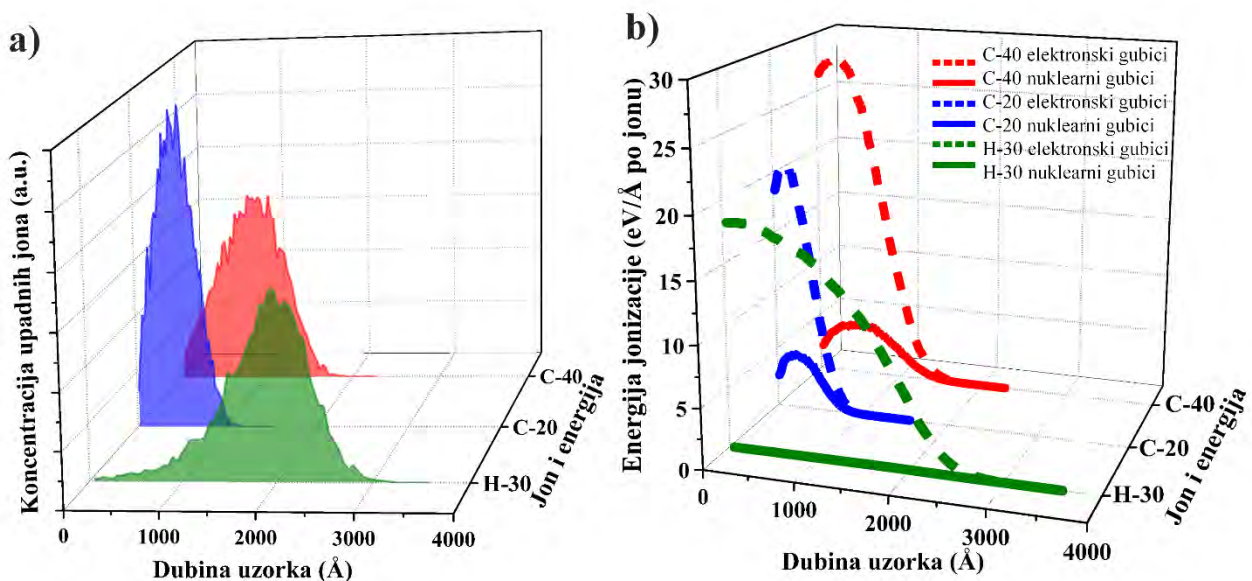 a)
Koncentracija upadnih jona (a.u.)
0
1000
2000
3000
4000
Dubina uzorka (Å)
H-30
C-20
C-40
Jon i energija
b)
Energija jonizacije (eV/Å po jonu)
30
25
20
15
10
5
0
C-40 elektronski gubici
C-40 nuklearni gubici
C-20 elektronski gubici
C-20 nuklearni gubici
H-30 elektronski gubici
H-30 nuklearni gubici
0
1000
2000
3000
4000
Dubina uzorka (Å)
C-40
C-20
H-30
Jon i energija